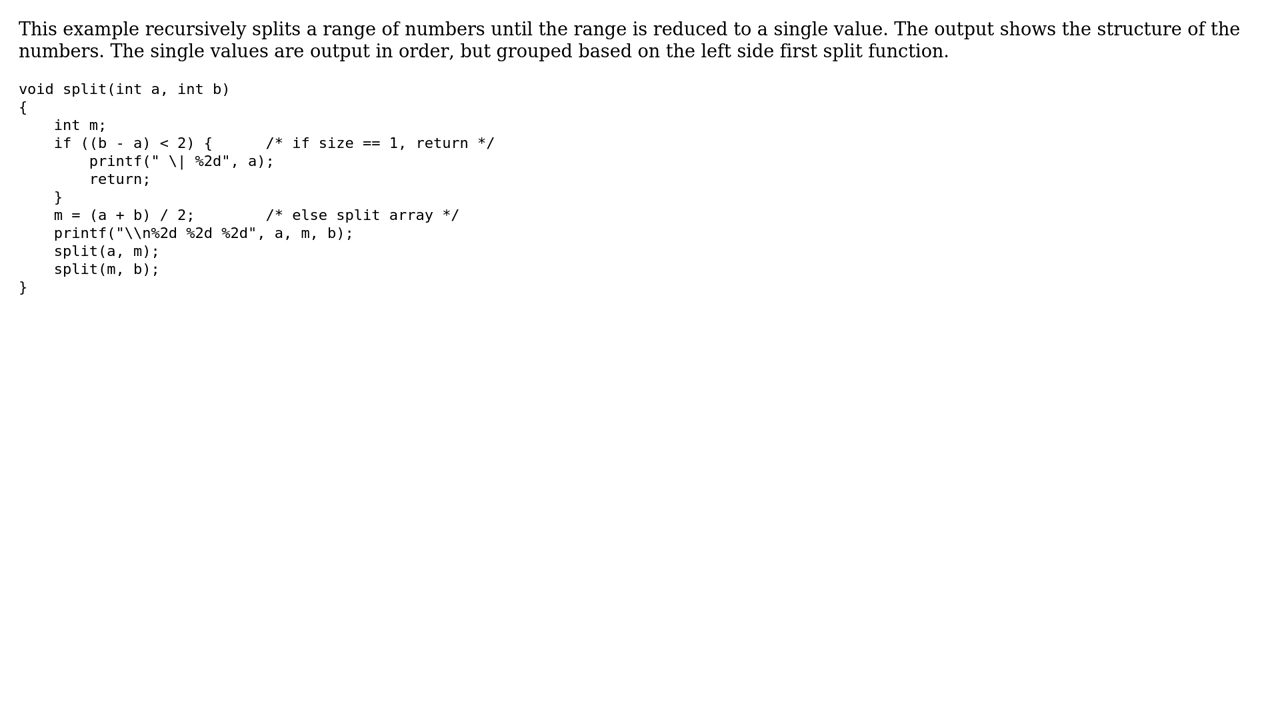 This example recursively splits a range of numbers until the range is reduced to a single value. The output shows the structure of the
numbers. The single values are output in order, but grouped based on the left side first split function.

void split(int a, int b)
{
    int m;
    if ((b - a) < 2) {      /* if size == 1, return */
        printf(" \| %2d", a);
        return;
    }
    m = (a + b) / 2;        /* else split array */
    printf("\\n%2d %2d %2d", a, m, b);
    split(a, m);
    split(m, b);
}